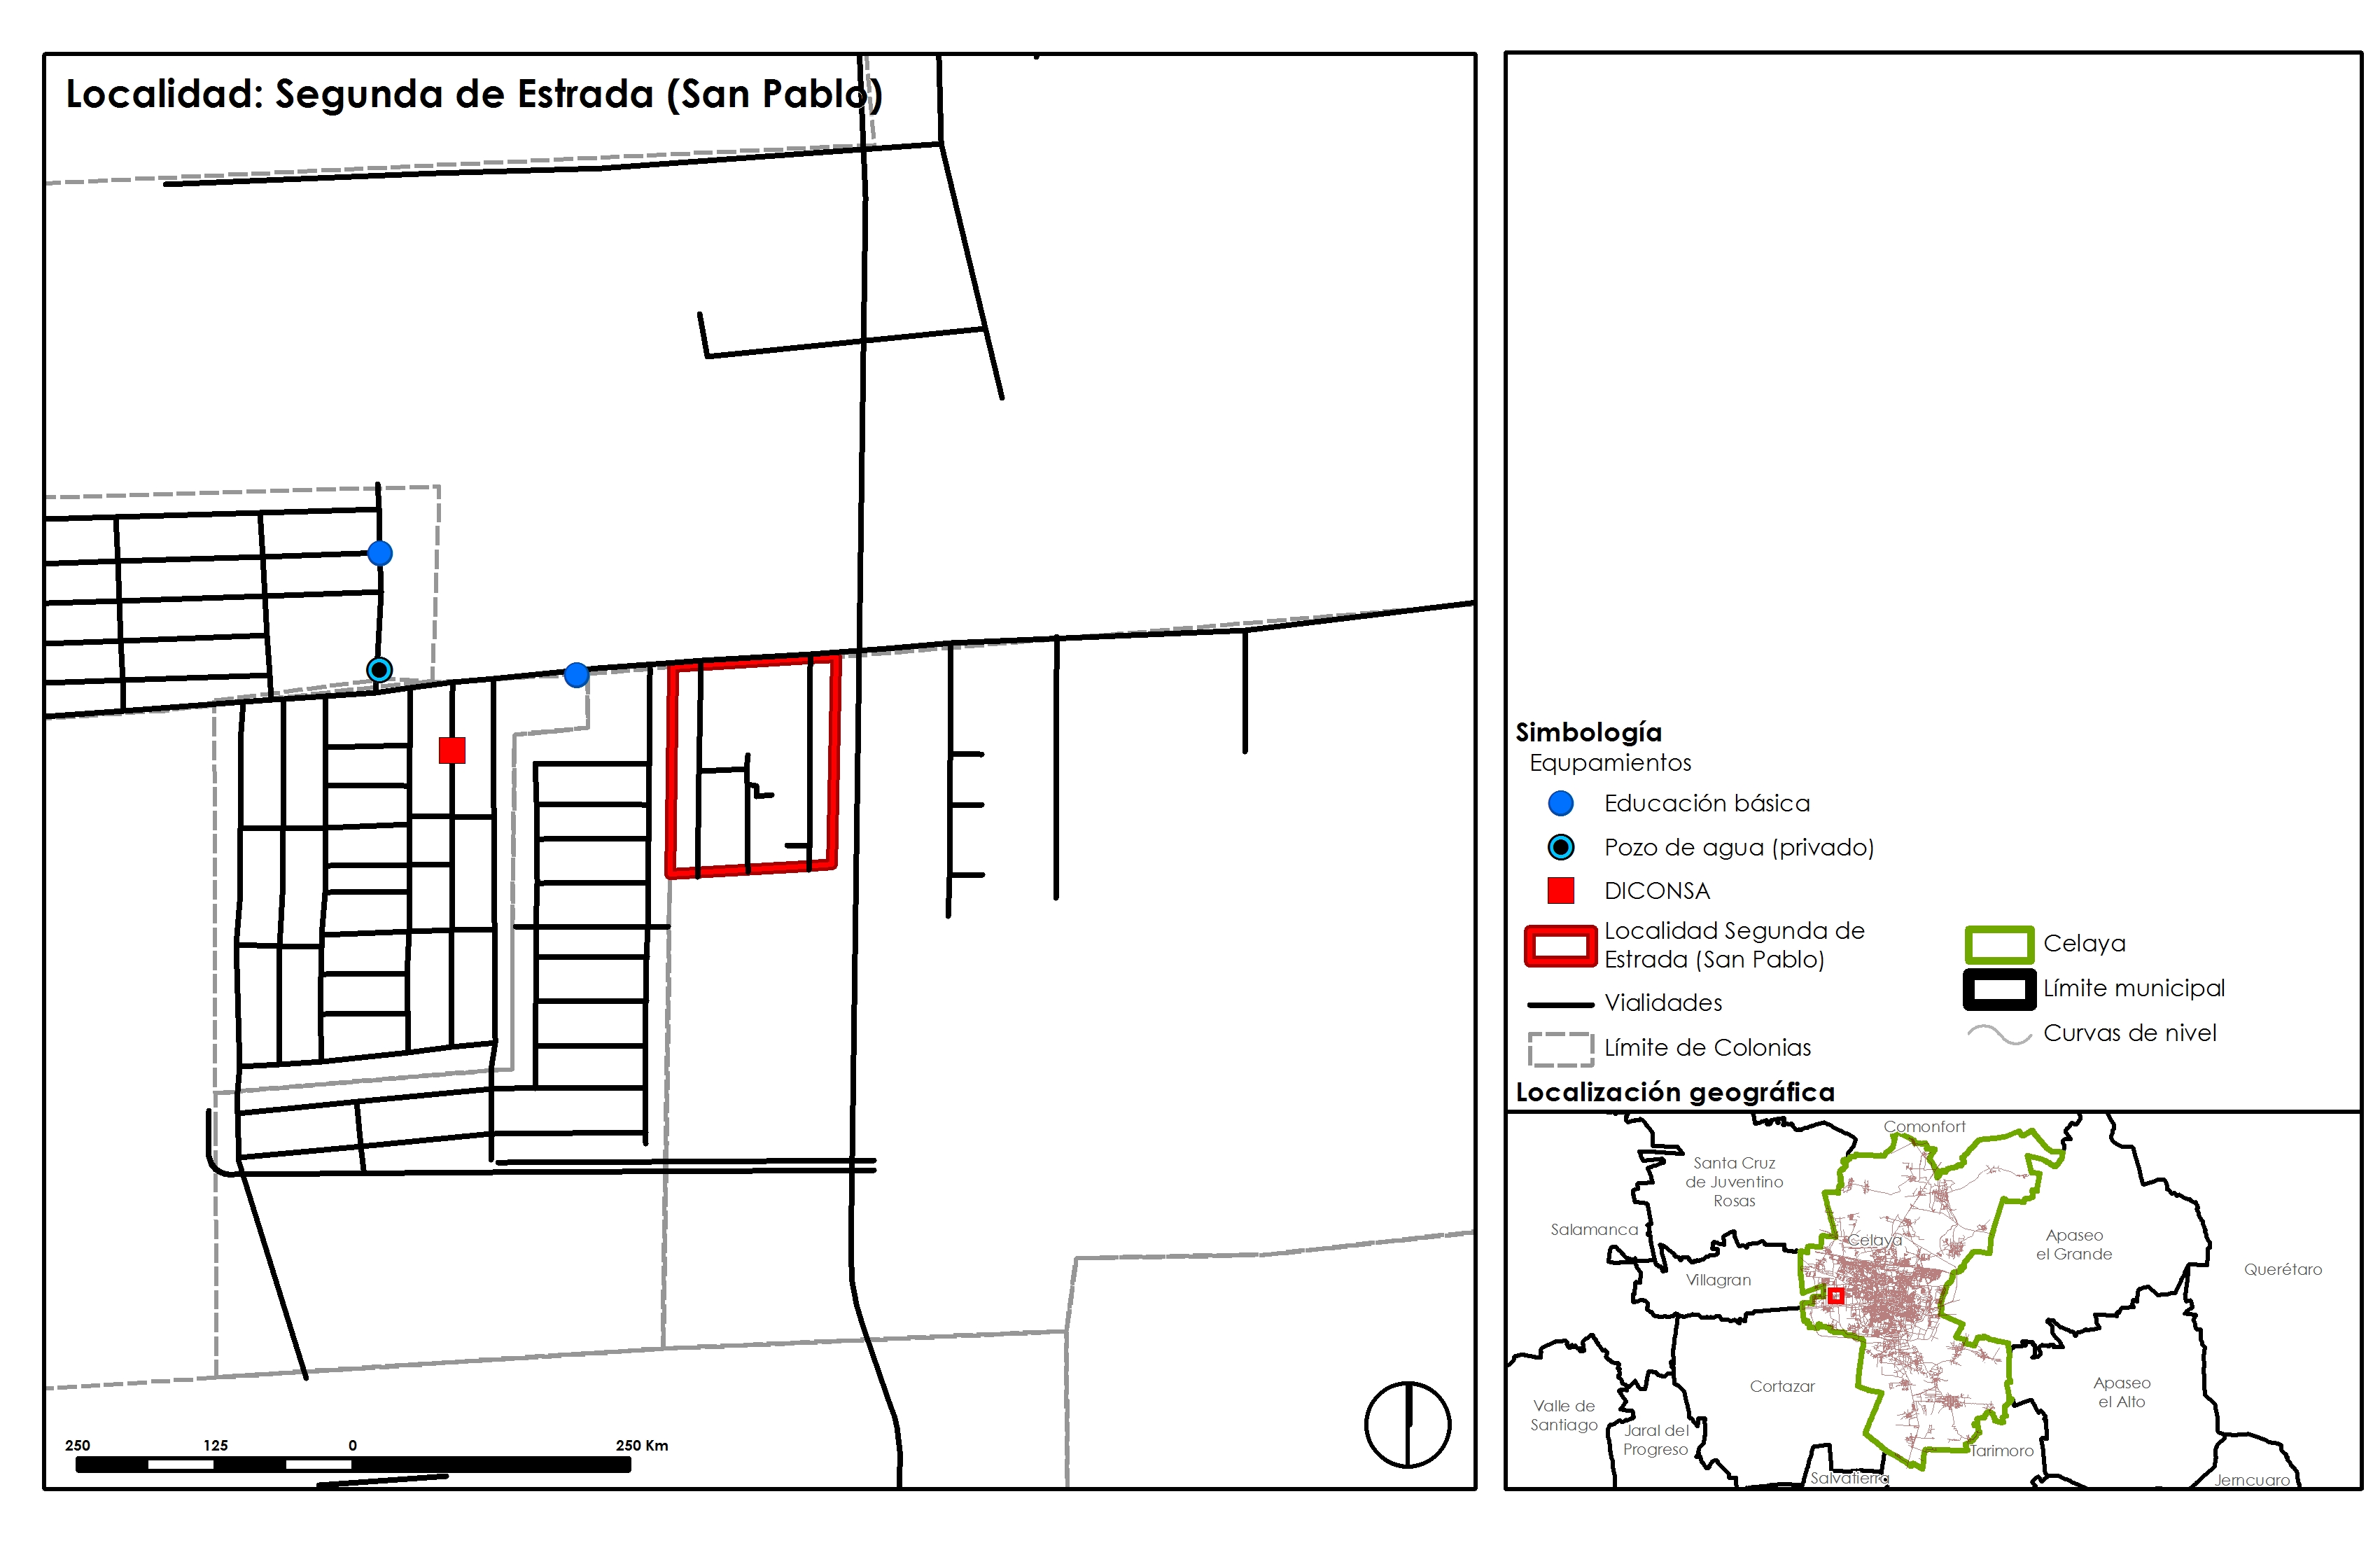 Localidad: Segunda de Estrada (San Pablo)
250 125 0 250 Km
Simbología
Equpamientos
Educación básica
Pozo de agua (privado)
DICONSA
Localidad Segunda de
Estrada (San Pablo)
Vialidades
Límite de Colonias
Celaya
Límite municipal
Curvas de nivel
Localización geográfica
Comonfort
Santa Cruz
de Juventino
Rosas
Salamanca
Celaya
Apaseo
el Grande
Querétaro
Villagran
Cortazar
Apaseo
el Alto
Valle de
Santiago
Jaral del
Progreso
Tarimoro
Salvatierra
Jerncuaro